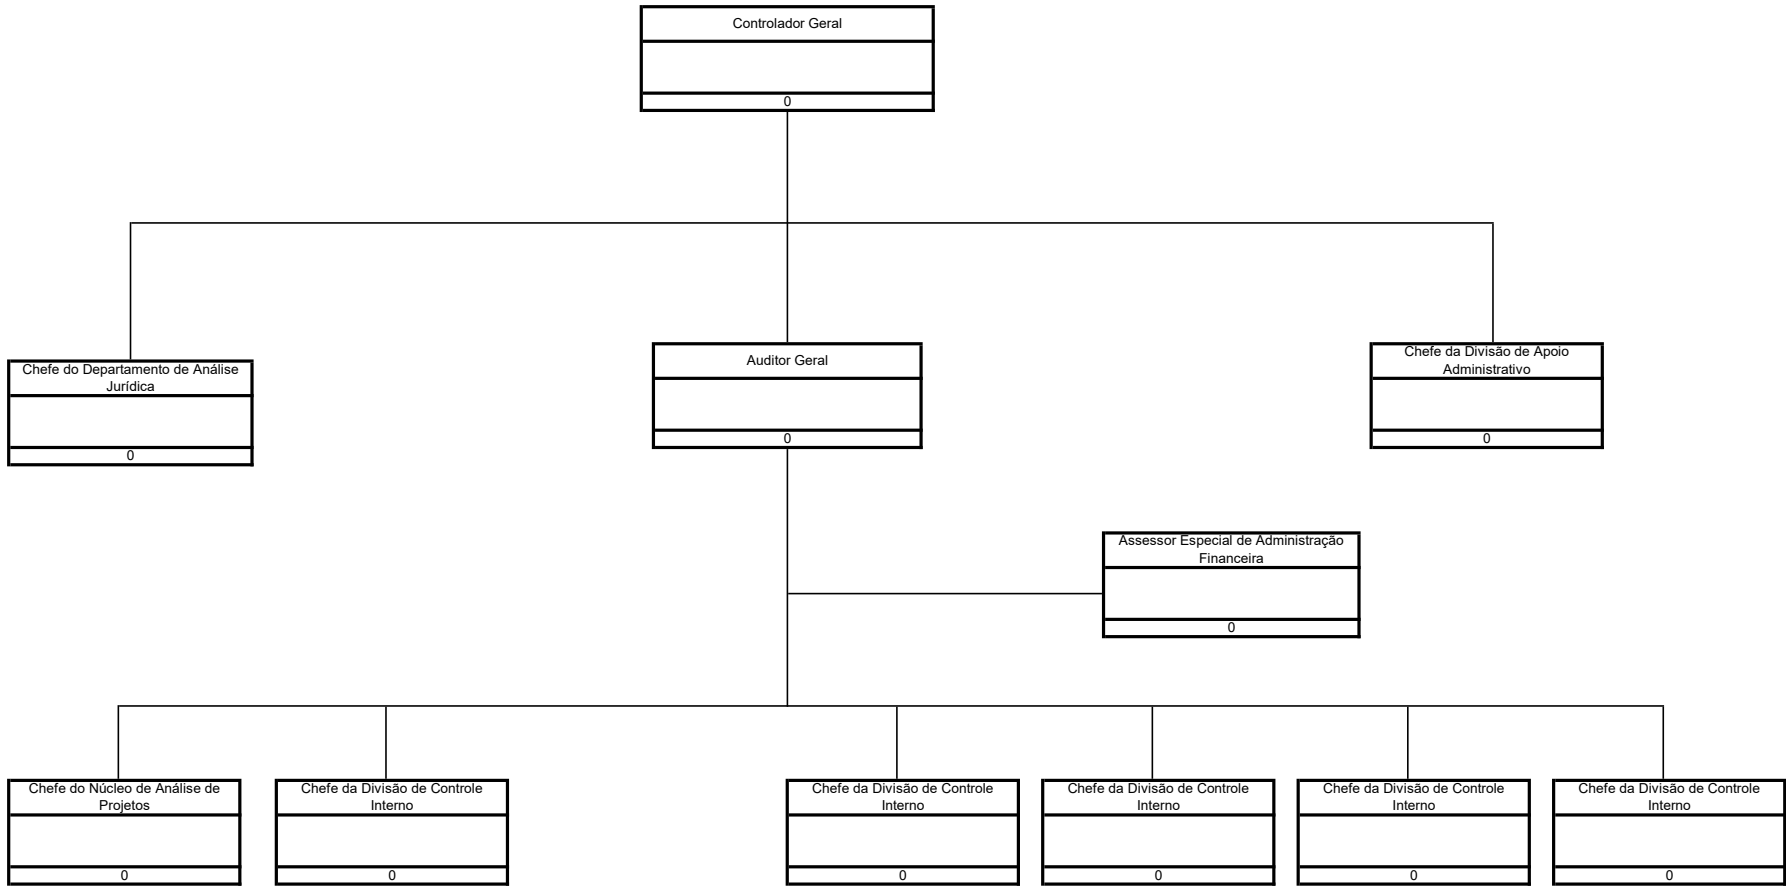 Controlador Geral
0
Chefe do Departamento de Análise
Jurídica
0
Auditor Geral
0
Chefe da Divisão de Apoio
Administrativo
0
Assessor Especial de Administração
Financeira
0
Chefe do Núcleo de Análise de
Projetos
0
Chefe da Divisão de Controle
Interno
0
Chefe da Divisão de Controle
Interno
0
Chefe da Divisão de Controle
Interno
0
Chefe da Divisão de Controle
Interno
0
Chefe da Divisão de Controle
Interno
0